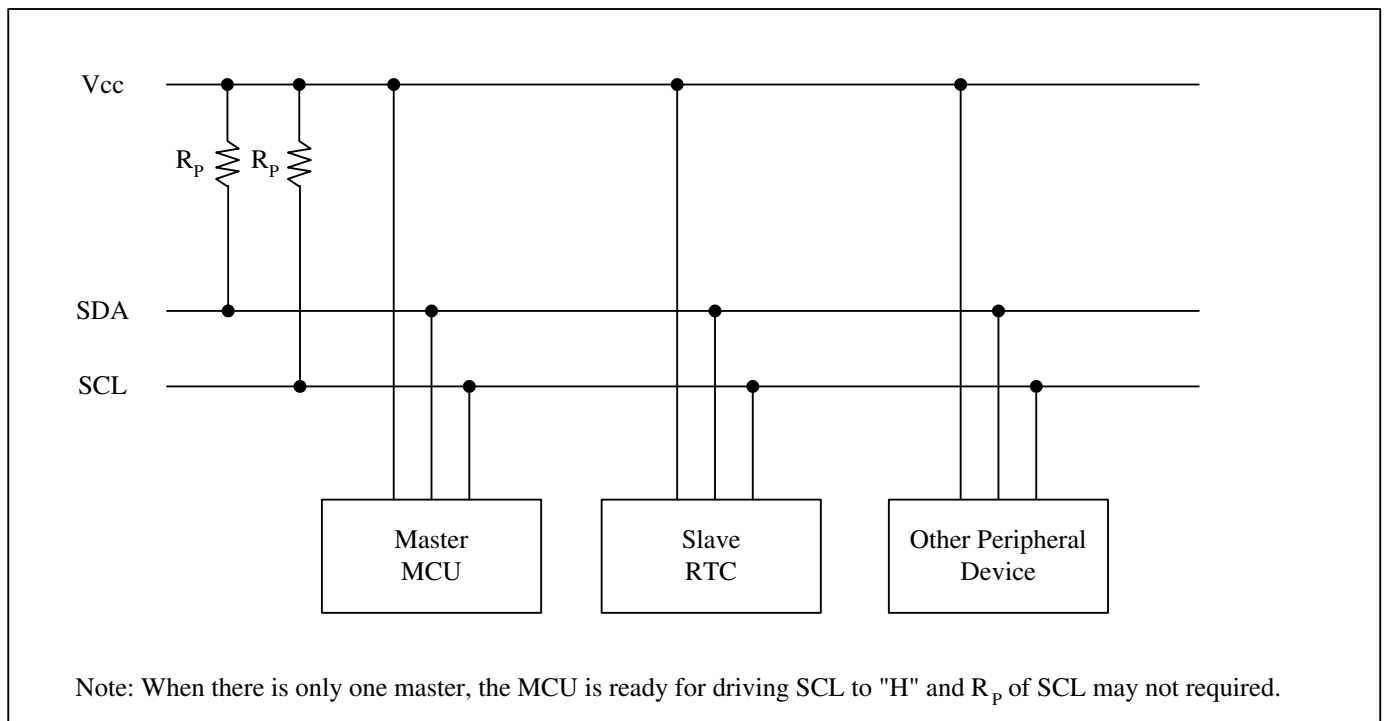 Vcc
R_P R_P
SDA
SCL
Master
MCU
Slave
RTC
Other Peripheral
Device
Note: When there is only one master, the MCU is ready for driving SCL to "H" and R_P of SCL may not required.